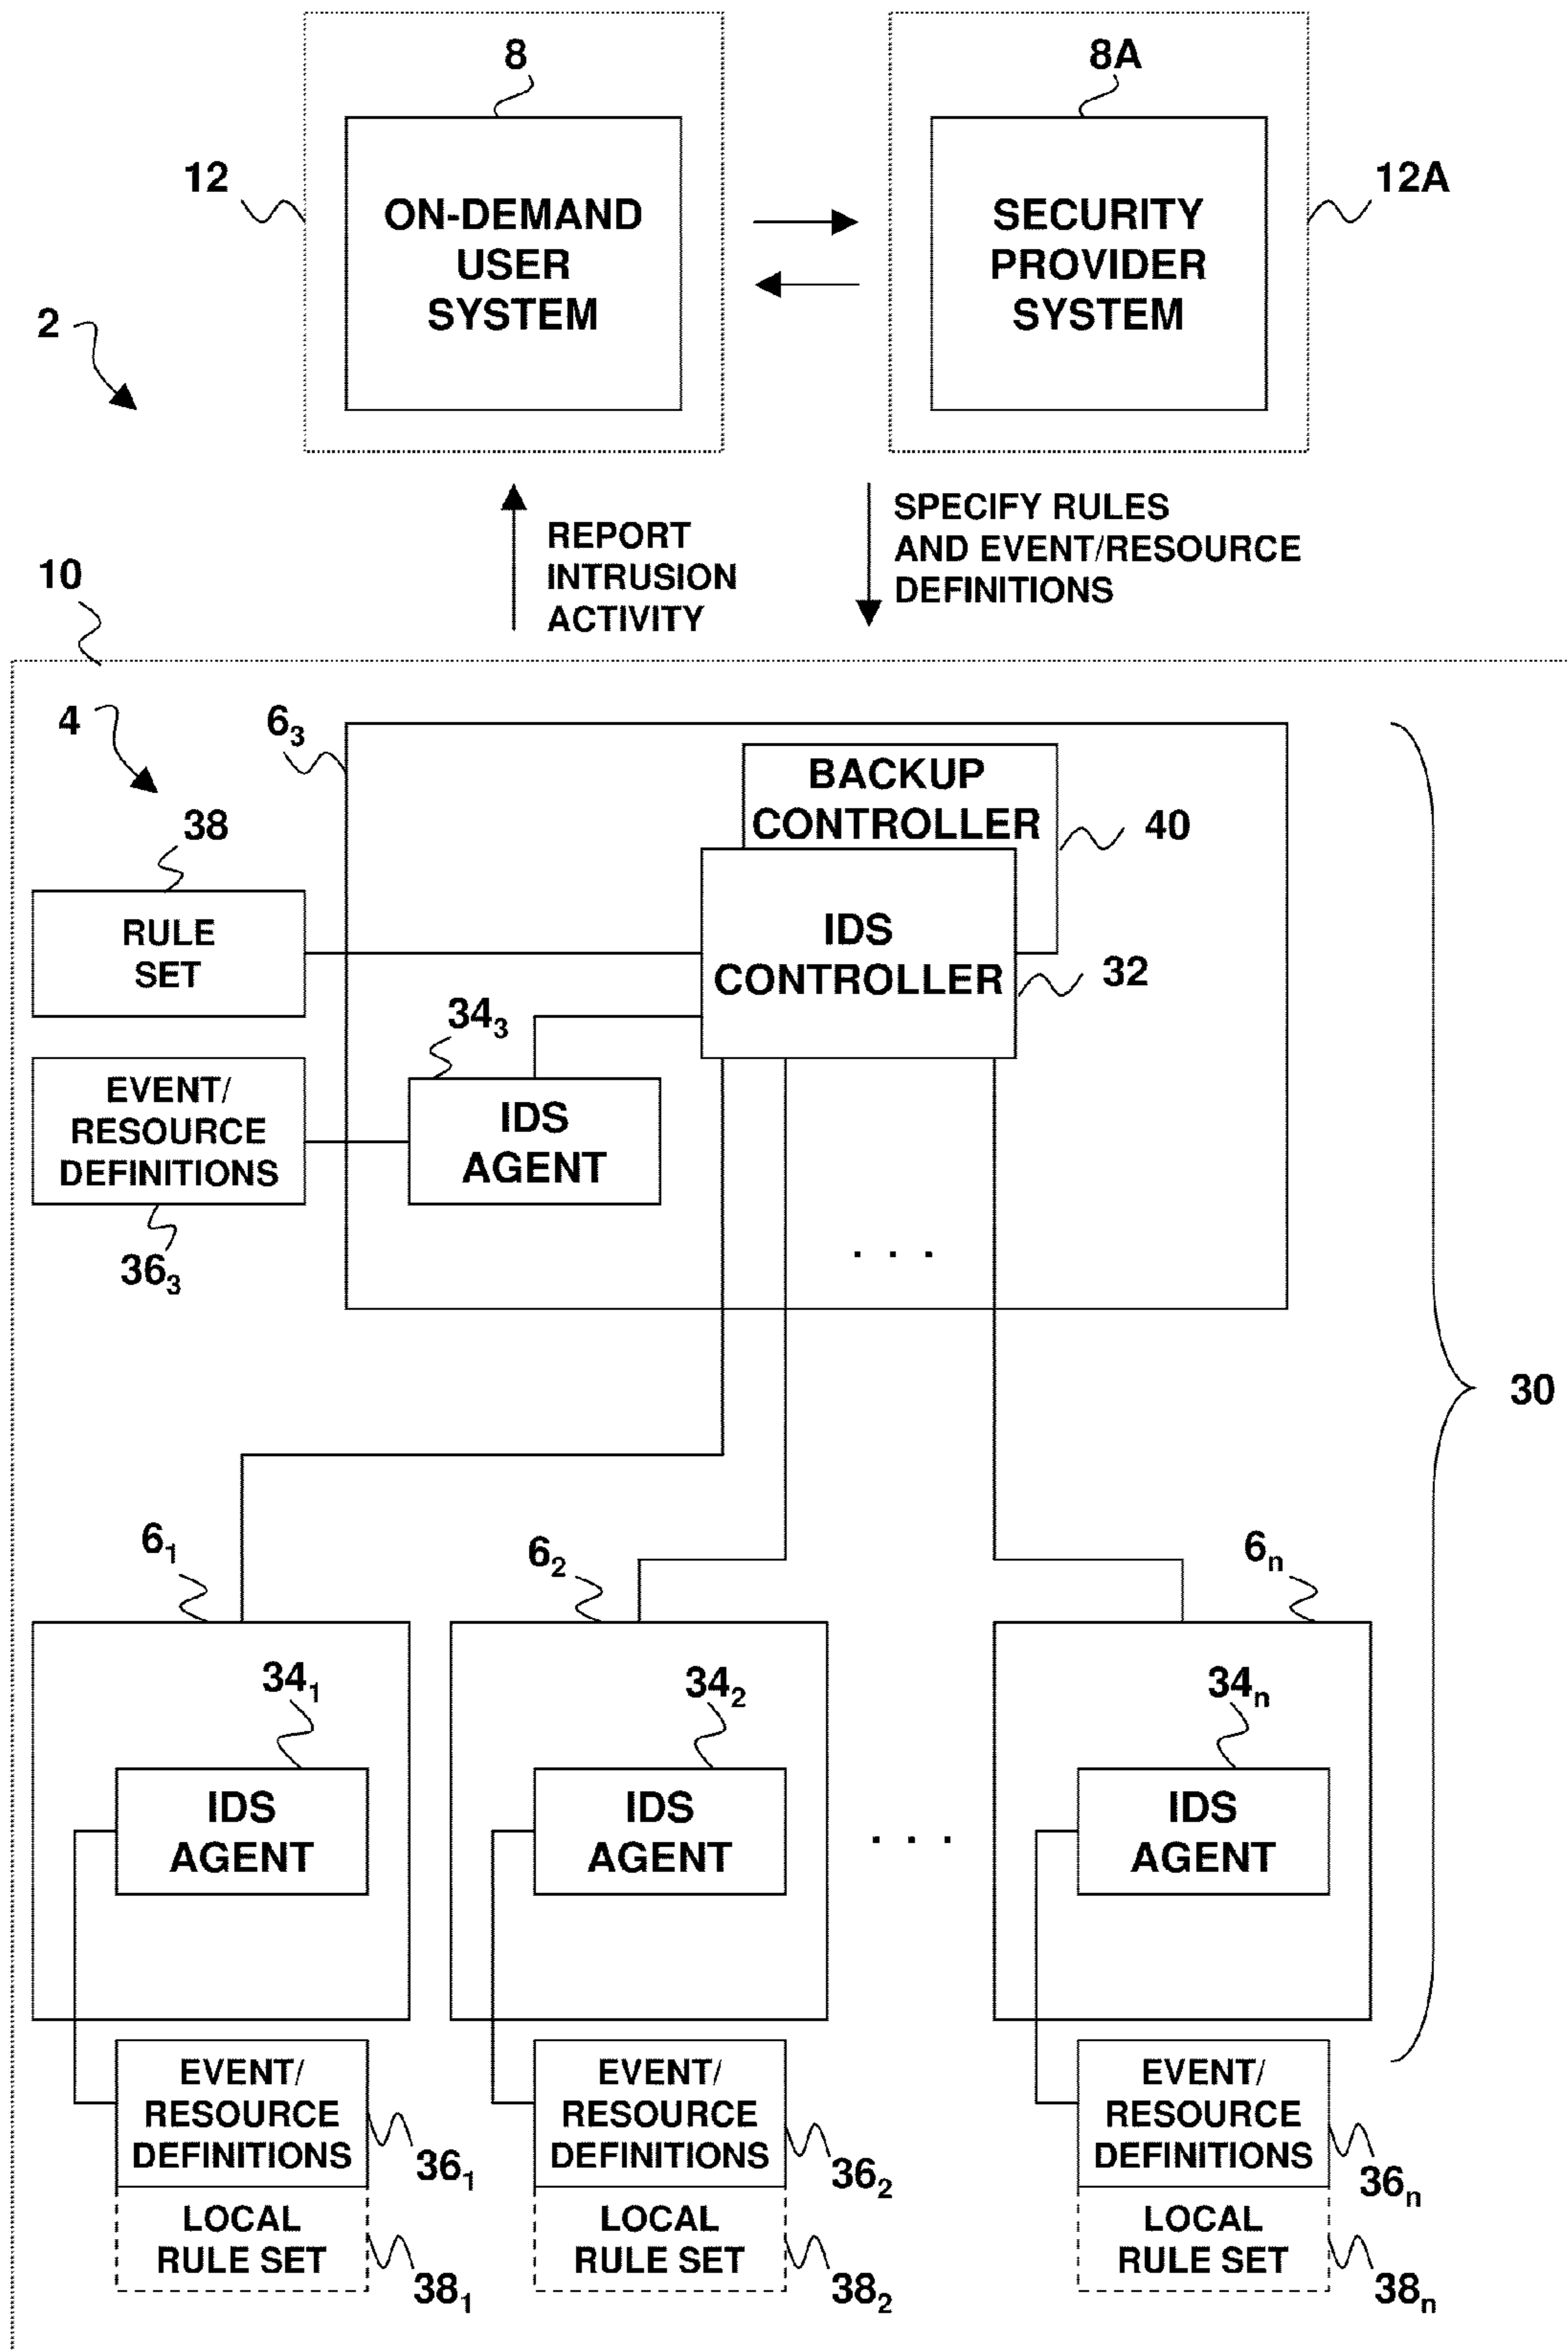 8
8A
12
ON-DEMAND
USER
SYSTEM
SECURITY
PROVIDER
SYSTEM
12A
2
REPORT
INTRUSION
ACTIVITY
SPECIFY RULES
AND EVENT/RESOURCE
DEFINITIONS
10
4
6₃
BACKUP
CONTROLLER
40
38
RULE
SET
IDS
CONTROLLER
32
34₃
EVENT/
RESOURCE
DEFINITIONS
IDS
AGENT
36₃
. . .
30
6₁
6₂
6ₙ
34₁
34₂
34ₙ
IDS
AGENT
IDS
AGENT
. . .
IDS
AGENT
EVENT/
RESOURCE
DEFINITIONS
36₁
EVENT/
RESOURCE
DEFINITIONS
36₂
EVENT/
RESOURCE
DEFINITIONS
36ₙ
LOCAL
RULE SET
38₁
LOCAL
RULE SET
38₂
LOCAL
RULE SET
38ₙ